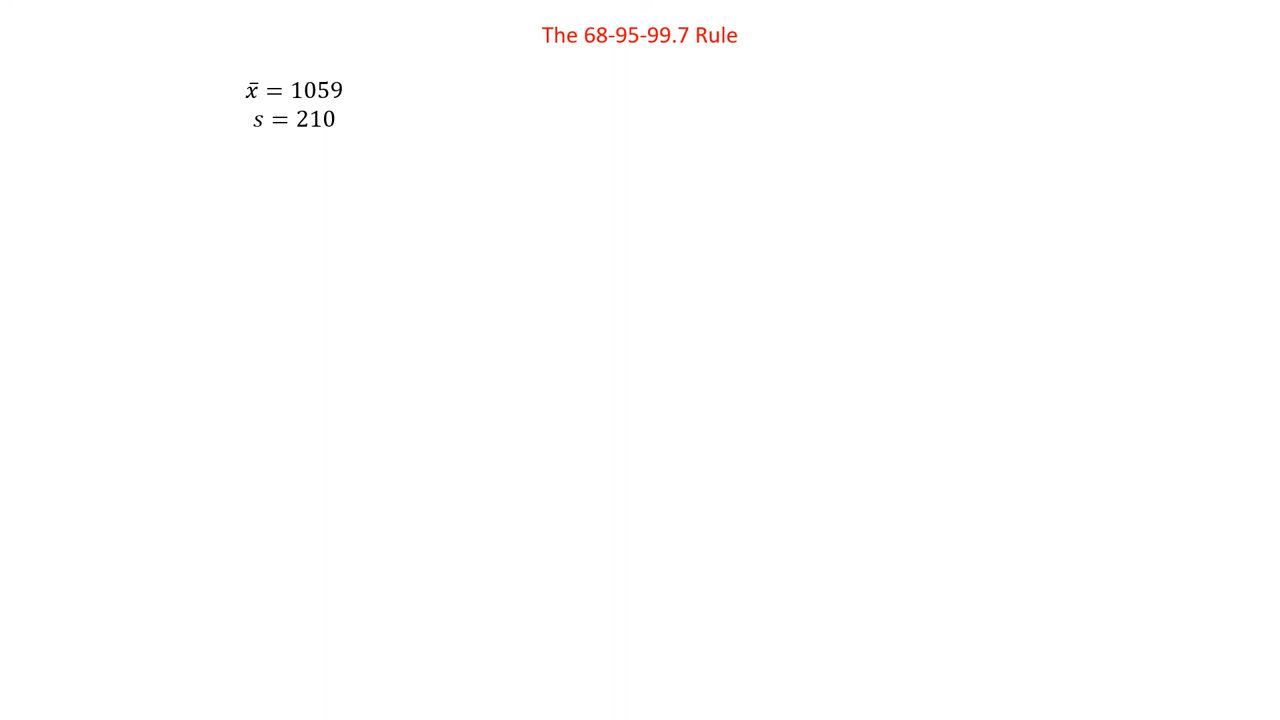 The 68-95-99.7 Rule
x̄ = 1059
s = 210